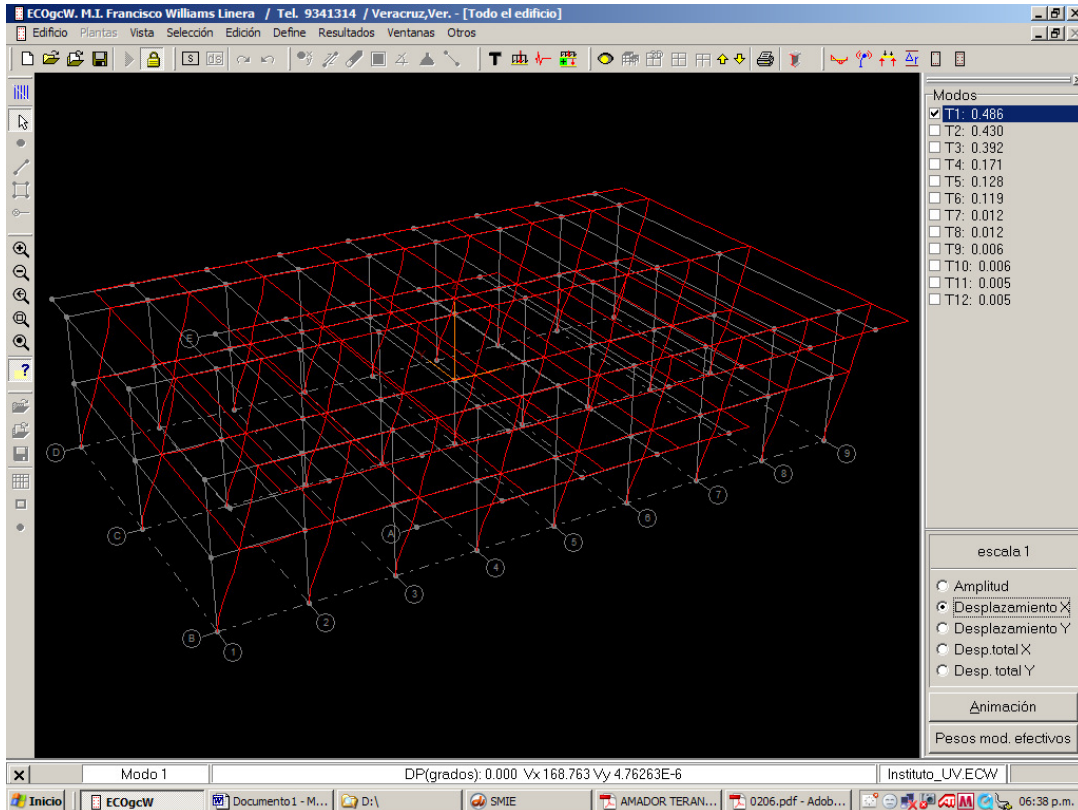 ECOgcW. M.I. Francisco Williams Linera / Tel. 9341314 / Veracruz,Ver. - [Todo el edificio]
Edificio Plantas Vista Selección Edición Define Resultados Ventanas Otros
S ds T Δr
Modos
T1: 0.486
T2: 0.430
T3: 0.392
T4: 0.171
T5: 0.128
T6: 0.119
T7: 0.012
T8: 0.012
T9: 0.006
T10: 0.006
T11: 0.005
T12: 0.005
E
D
C
B
A
1
2
3
4
5
6
7
8
9
?
escala 1
Amplitud
Desplazamiento X
Desplazamiento Y
Desp.total X
Desp. total Y
Animación
Pesos mod. efectivos
Modo 1
DP(grados): 0.000 Vx 168.763 Vy 4.76263E-6
Instituto_UV.ECW
Inicio
ECOgcW
Documento1 - M...
D:\
SMIE
AMADOR TERAN...
0206.pdf - Adob...
06:38 p.m.